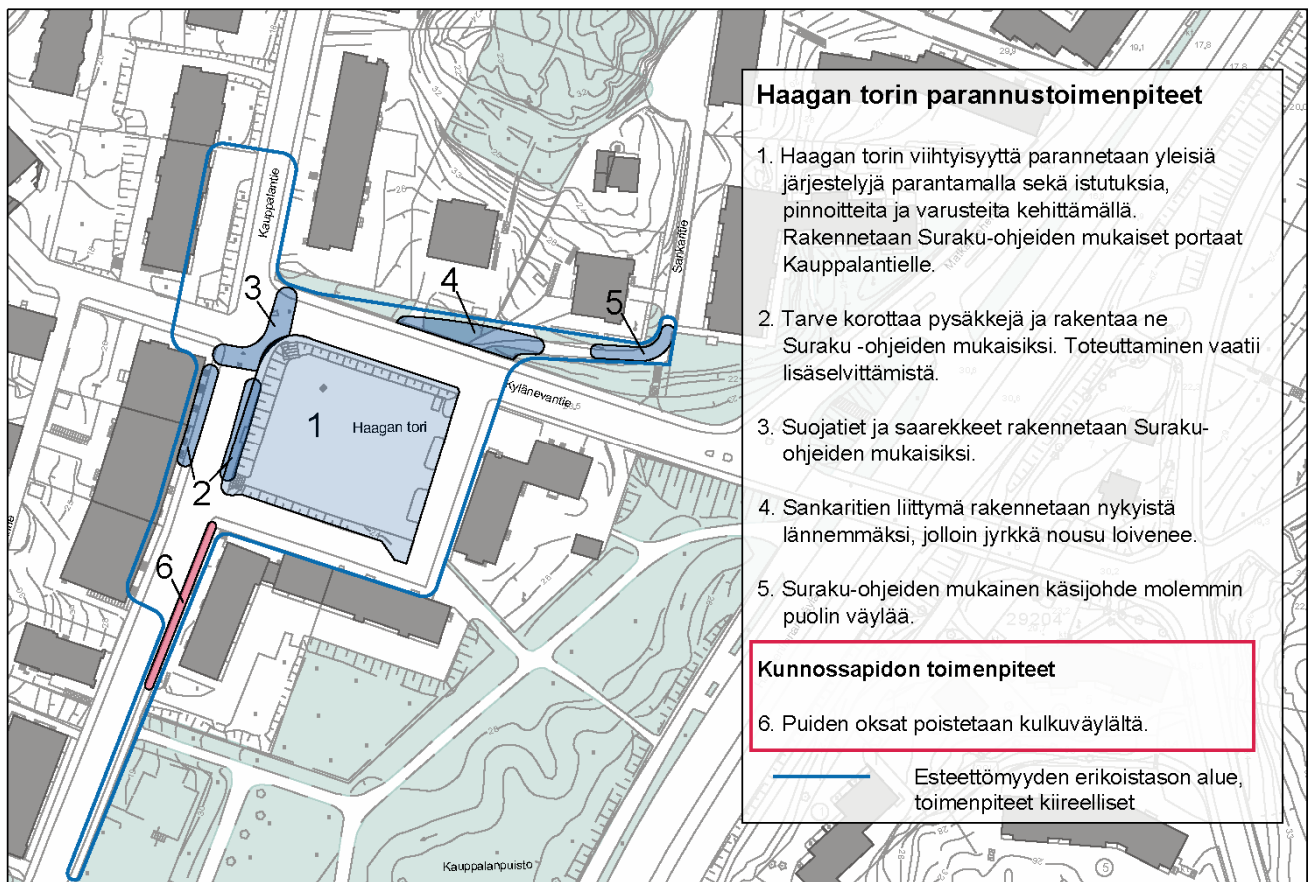 Haagan torin parannustoimenpiteet
1. Haagan torin viihtyisyyttä parannetaan yleisiä
järjestelyjä parantamalla sekä istutuksia,
pinnoitteita ja varusteita kehittämällä.
Rakennetaan Suraku-ohjeiden mukaiset portaat
Kauppalantielle.
2. Tarve korottaa pysäkkejä ja rakentaa ne
Suraku -ohjeiden mukaisiksi. Toteuttaminen vaatii
lisäselvittämistä.
3. Suojatiet ja saarekkeet rakennetaan Suraku-
ohjeiden mukaisiksi.
4. Sankaritien liittymä rakennetaan nykyistä
lännemmäksi, jolloin jyrkkä nousu loivenee.
5. Suraku-ohjeiden mukainen käsijohde molemmin
puolin väylää.
Kunnossapidon toimenpiteet
6. Puiden oksat poistetaan kulkuväylältä.
Esteettömyyden erikoistason alue,
toimenpiteet kiireelliset
Kauppalantie
Sankaritie
3
4
5
Kylänevantie
1
Haagan tori
2
6
Kauppalanpuisto
29204
5